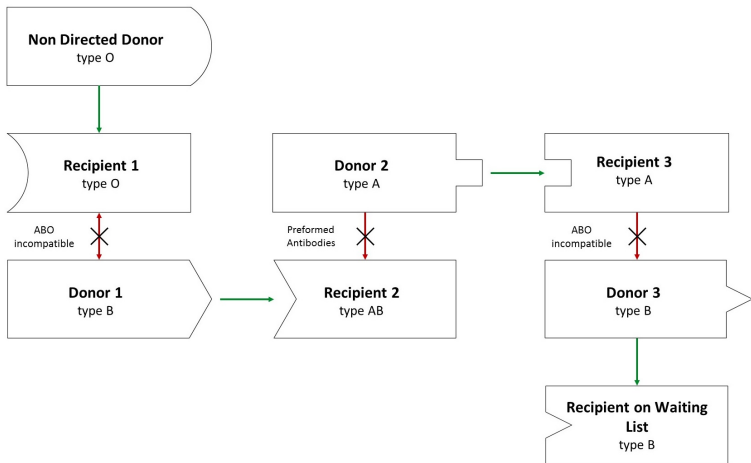 Non Directed Donor
type O
Recipient 1
type O
Donor 2
type A
Recipient 3
type A
ABO
incompatible
Preformed
Antibodies
ABO
incompatible
Donor 1
type B
Recipient 2
type AB
Donor 3
type B
Recipient on Waiting
List
type B